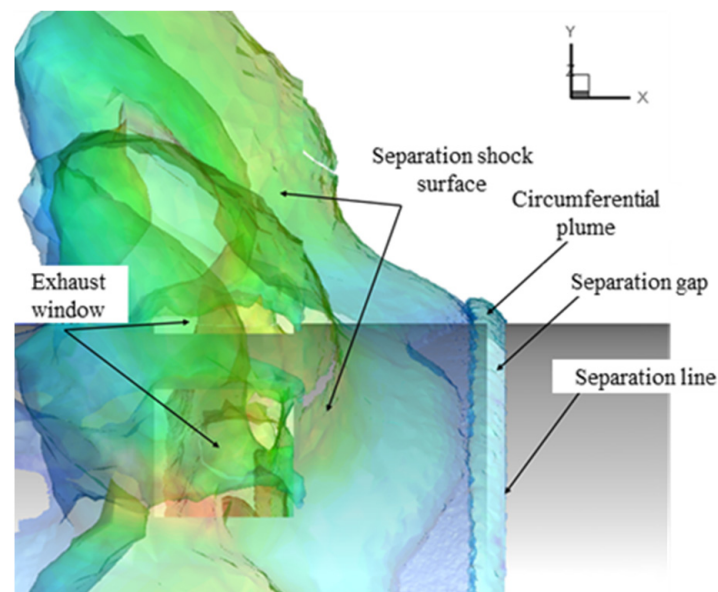 Y
Z
X
Separation shock
surface
Circumferential
plume
Exhaust
window
Separation gap
Separation line